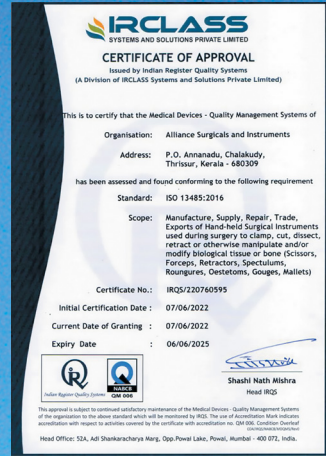 IRCLASS
SYSTEMS AND SOLUTIONS PRIVATE LIMITED
CERTIFICATE OF APPROVAL
Issued by Indian Register Quality Systems
(A Division of IRCLASS Systems and Solutions Private Limited)
This is to certify that the Medical Devices - Quality Management Systems of
Organisation: Alliance Surgicals and Instruments
Address: P.O. Annanadu, Chalakudy,
Thrissur, Kerala - 680309
has been assessed and found conforming to the following requirement
Standard: ISO 13485:2016
Scope: Manufacture, Supply, Repair, Trade,
Exports of Hand-held Surgical Instruments
used during surgery to clamp, cut, dissect,
retract or otherwise manipulate and/or
modify biological tissue or bone (Scissors,
Forceps, Retractors, Spectulums,
Roungures, Oestetoms, Gouges, Mallets)
Certificate No.: IRQS/220760595
Initial Certification Date : 07/06/2022
Current Date of Granting : 07/06/2022
Expiry Date : 06/06/2025
Indian Register Quality Systems
NABCB
QM 006
Shashi Nath Mishra
Head IRQS
This approval is subject to continued satisfactory maintenance of the Medical Devices - Quality Management Systems
of the organization to the above standard which will be monitored by IRQS. The use of Accreditation Mark indicates
accreditation with respect to activities covered by the certificate with accreditation no. QM 006. Condition Overleaf
Head Office: 52A, Adi Shankaracharya Marg, Opp.Powai Lake, Powai, Mumbai - 400 072, India.